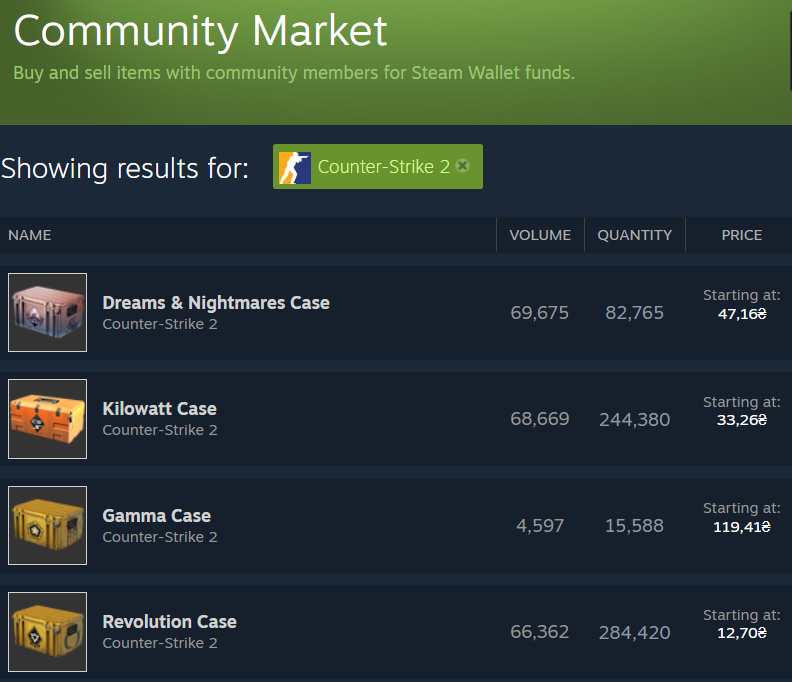 Community Market
Buy and sell items with community members for Steam Wallet funds.
Showing results for: Counter-Strike 2
NAME VOLUME QUANTITY PRICE
Dreams & Nightmares Case
Counter-Strike 2
69,675 82,765
Starting at:
47,16₴
Kilowatt Case
Counter-Strike 2
68,669 244,380
Starting at:
33,26₴
Gamma Case
Counter-Strike 2
4,597 15,588
Starting at:
119,41₴
Revolution Case
Counter-Strike 2
66,362 284,420
Starting at:
12,70₴